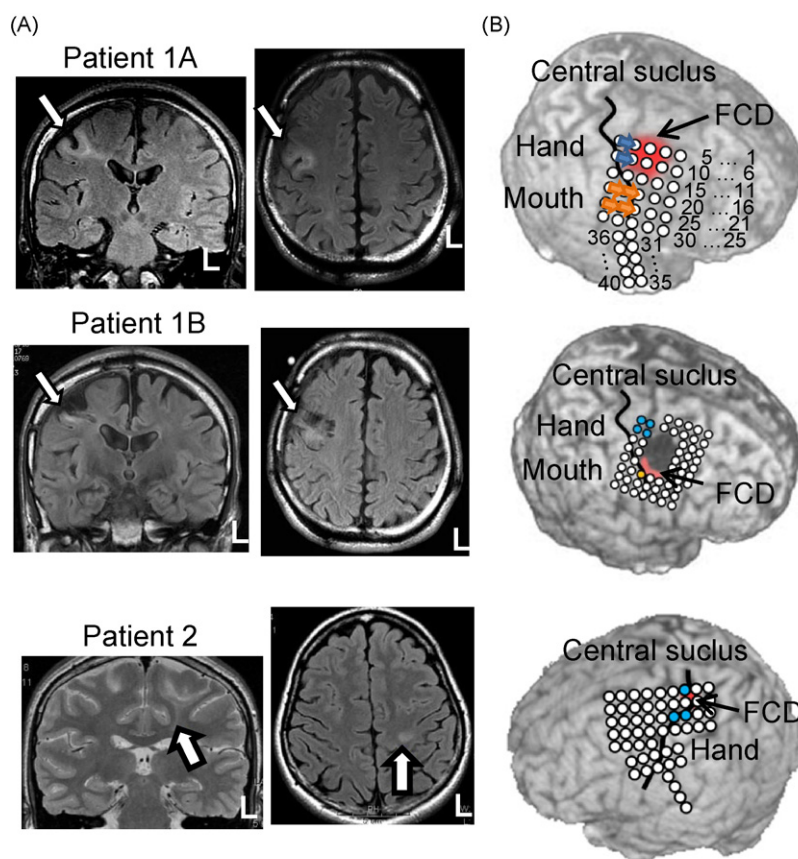 (A)
(B)
Patient 1A
Central suclus
FCD
Hand
Mouth
5 ... 1
10 ... 6
15 ... 11
20 ... 16
25 ... 21
30 ... 25
36
31
40
35
L
L
Patient 1B
Central suclus
Hand
Mouth
FCD
L
L
Patient 2
Central suclus
FCD
Hand
L
L